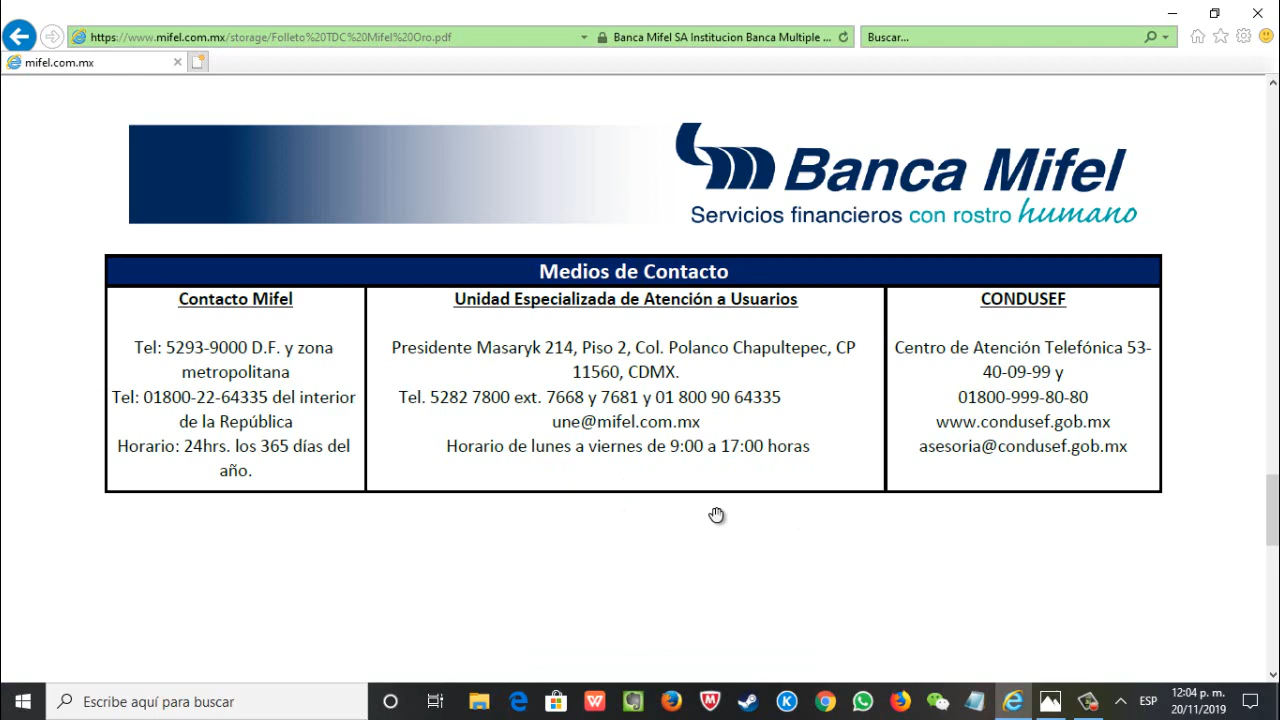 https://www.mifel.com.mx/storage/Folleto%20TDC%20Mifel%20Oro.pdf
Banca Mifel SA Institucion Banca Multiple ...
Buscar...
mifel.com.mx
Banca Mifel
Servicios financieros con rostro humano
Medios de Contacto
Contacto Mifel
Tel: 5293-9000 D.F. y zona
metropolitana
Tel: 01800-22-64335 del interior
de la República
Horario: 24hrs. los 365 días del
año.
Unidad Especializada de Atención a Usuarios
Presidente Masaryk 214, Piso 2, Col. Polanco Chapultepec, CP
11560, CDMX.
Tel. 5282 7800 ext. 7668 y 7681 y 01 800 90 64335
une@mifel.com.mx
Horario de lunes a viernes de 9:00 a 17:00 horas
CONDUSEF
Centro de Atención Telefónica 53-
40-09-99 y
01800-999-80-80
www.condusef.gob.mx
asesoria@condusef.gob.mx
Escribe aquí para buscar
ESP
12:04 p. m.
20/11/2019